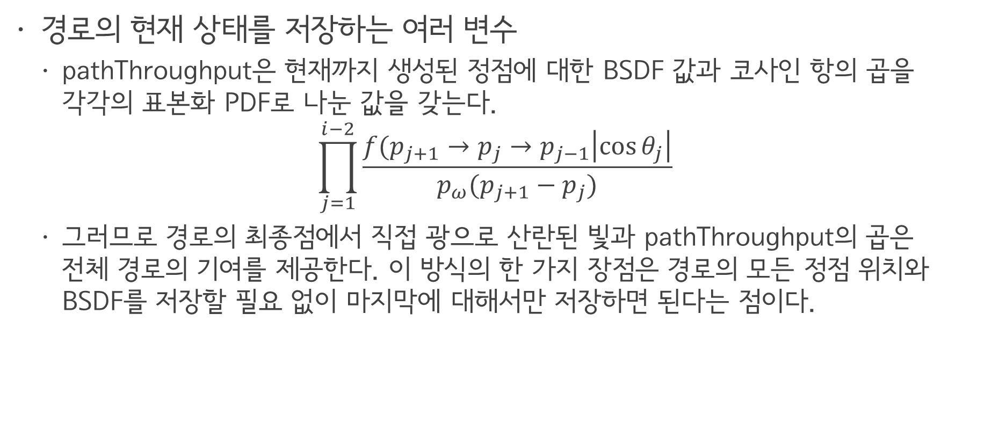 · 경로의 현재 상태를 저장하는 여러 변수
· pathThroughput은 현재까지 생성된 정점에 대한 BSDF 값과 코사인 항의 곱을
각각의 표본화 PDF로 나눈 값을 갖는다.
∏_{j=1}^{i−2} f(p_{j+1} → p_j → p_{j−1}|cos θ_j| / p_ω(p_{j+1} − p_j)
· 그러므로 경로의 최종점에서 직접 광으로 산란된 빛과 pathThroughput의 곱은
전체 경로의 기여를 제공한다. 이 방식의 한 가지 장점은 경로의 모든 정점 위치와
BSDF를 저장할 필요 없이 마지막에 대해서만 저장하면 된다는 점이다.